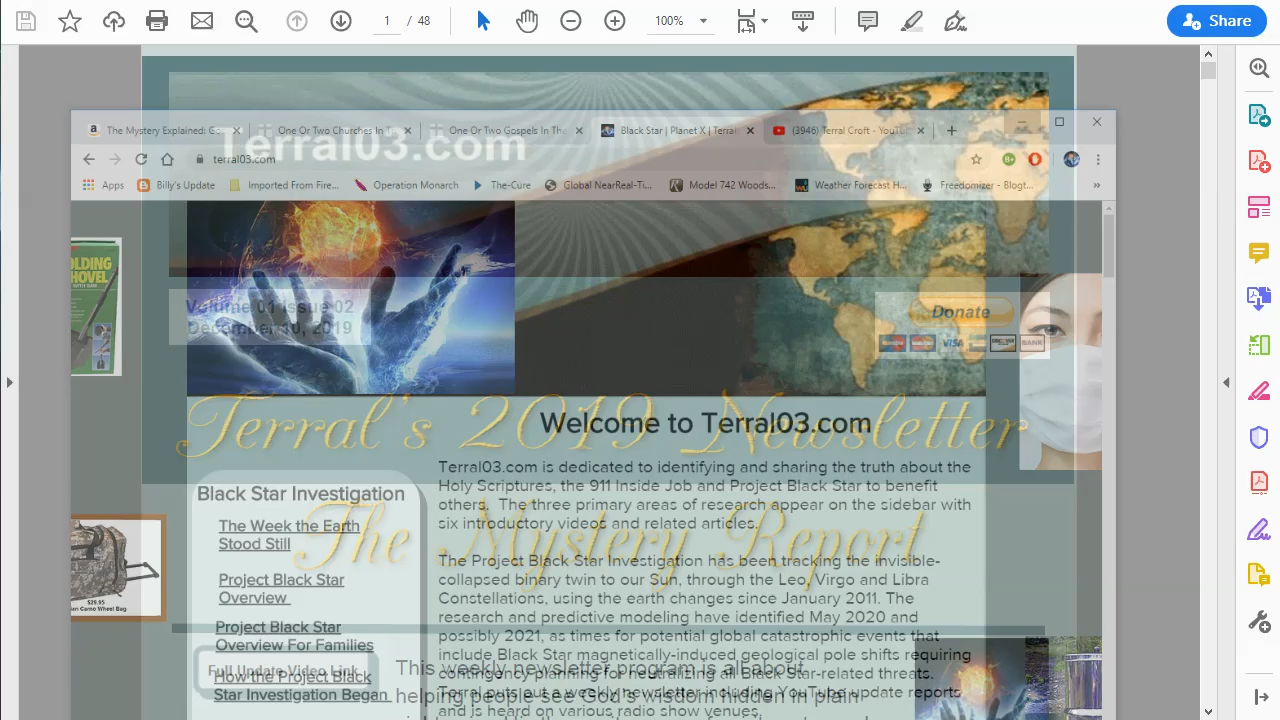 1 / 48
100%
Share
The Mystery Explained: Go
One Or Two Churches In T
One Or Two Gospels In The
Black Star | Planet X | Terral
(3946) Terral Croft - YouTu
Terral03.com
terral03.com
Apps
Billy's Update
Imported From Fire...
Operation Monarch
The-Cure
Global NearReal-Ti...
Model 742 Woods...
Weather Forecast H...
Freedomizer - Blogt...
OLDING
HOVEL
WITH SAW
Volume 01 Issue 02
December 10, 2019
Donate
VISA
BANK
Terral's 2019 Newsletter
Welcome to Terral03.com
Terral03.com is dedicated to identifying and sharing the truth about the
Holy Scriptures, the 911 Inside Job and Project Black Star to benefit
others. The three primary areas of research appear on the sidebar with
six introductory videos and related articles.
Black Star Investigation
The Week the Earth
Stood Still
The Mystery Report
The Project Black Star Investigation has been tracking the invisible-
collapsed binary twin to our Sun, through the Leo, Virgo and Libra
Constellations, using the earth changes since January 2011. The
research and predictive modeling have identified May 2020 and
possibly 2021, as times for potential global catastrophic events that
include Black Star magnetically-induced geological pole shifts requiring
contingency planning for neutralizing all Black Star-related threats.
Terral puts out a weekly newsletter including YouTube update reports
and is heard on various radio show venues.
Project Black Star
Overview
$29.95
an Camo Wheel Bag
Project Black Star
Overview For Families
Full Update Video Link
How the Project Black
Star Investigation Began
This weekly newsletter program is all about
helping people see God's wisdom hidden in plain